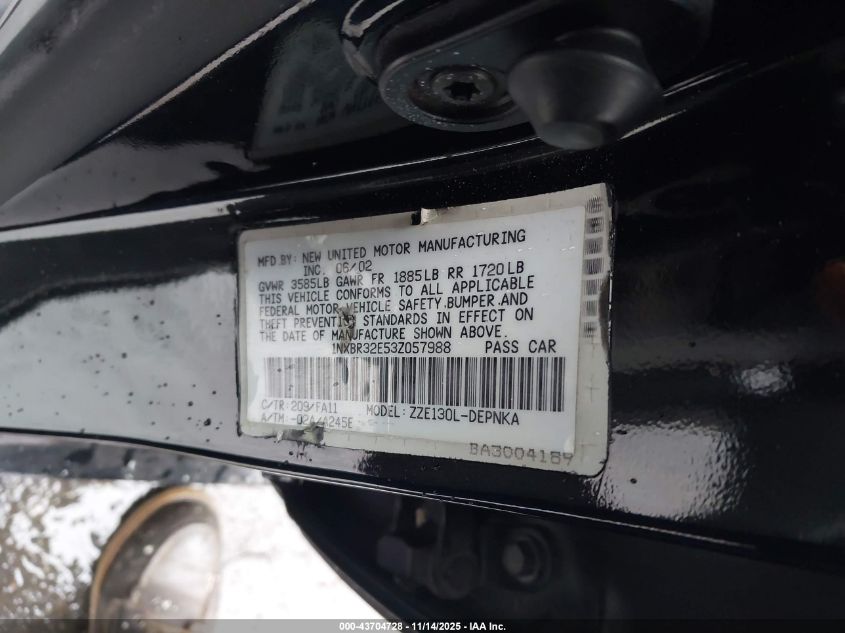 MFD BY: NEW UNITED MOTOR MANUFACTURING
INC. 06/02
GVWR 3585LB GAWR FR 1885LB RR 1720LB
THIS VEHICLE CONFORMS TO ALL APPLICABLE
FEDERAL MOTOR VEHICLE SAFETY,BUMPER,AND
THEFT PREVENTION STANDARDS IN EFFECT ON
THE DATE OF MANUFACTURE SHOWN ABOVE.
1NXBR32E53Z057988 PASS CAR
C/TR: 209/FA11 MODEL: ZZE130L-DEPNKA
A/TM: -02A/A245E
BA3004189
000-43704728 - 11/14/2025 - IAA Inc.